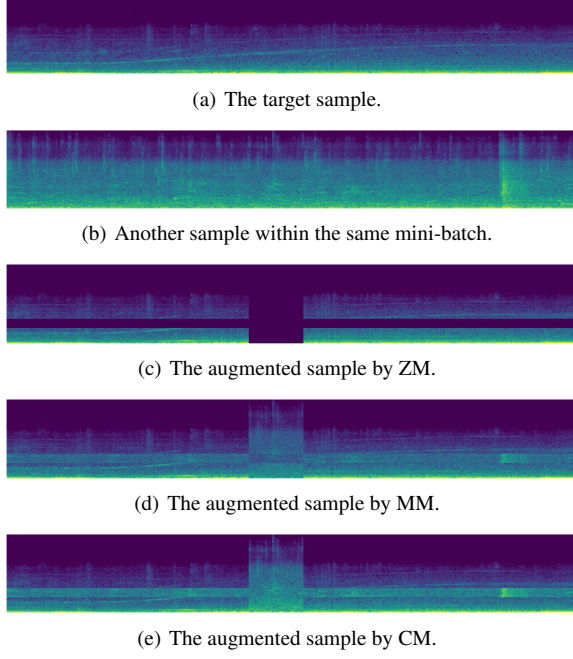 (a) The target sample.
(b) Another sample within the same mini-batch.
(c) The augmented sample by ZM.
(d) The augmented sample by MM.
(e) The augmented sample by CM.